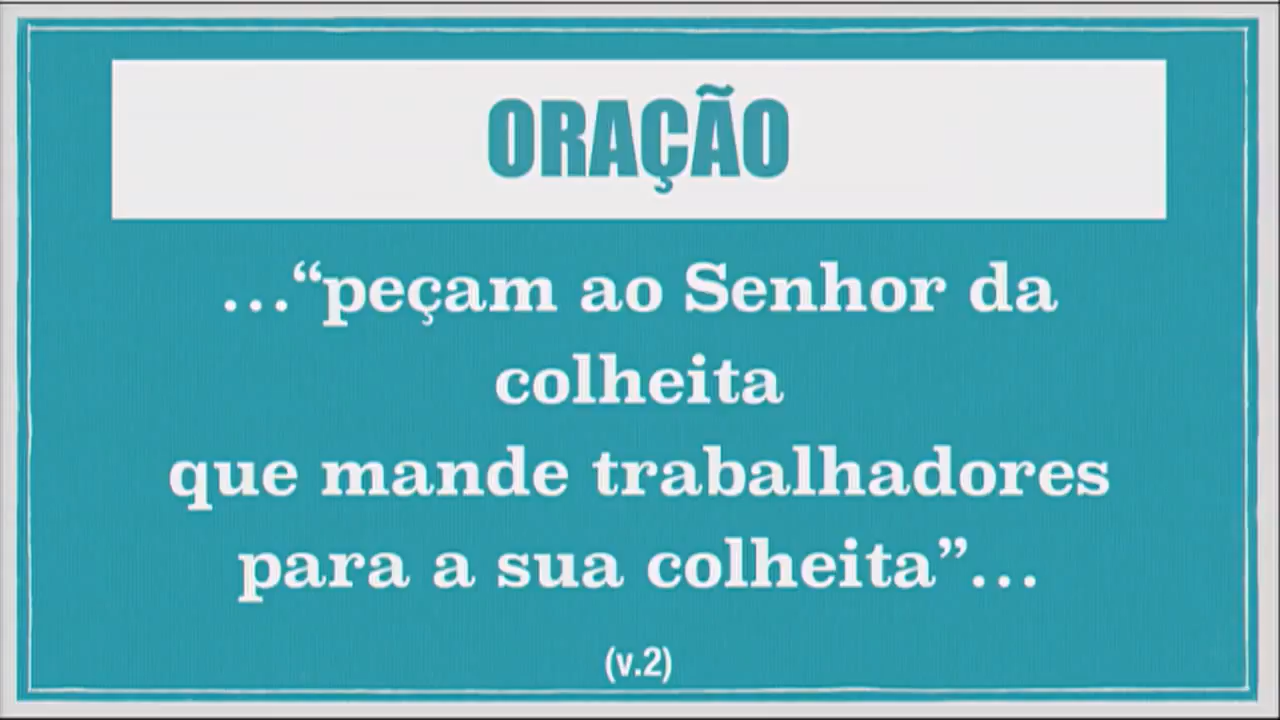 ORAÇÃO
...“peçam ao Senhor da
colheita
que mande trabalhadores
para a sua colheita”...
(v.2)